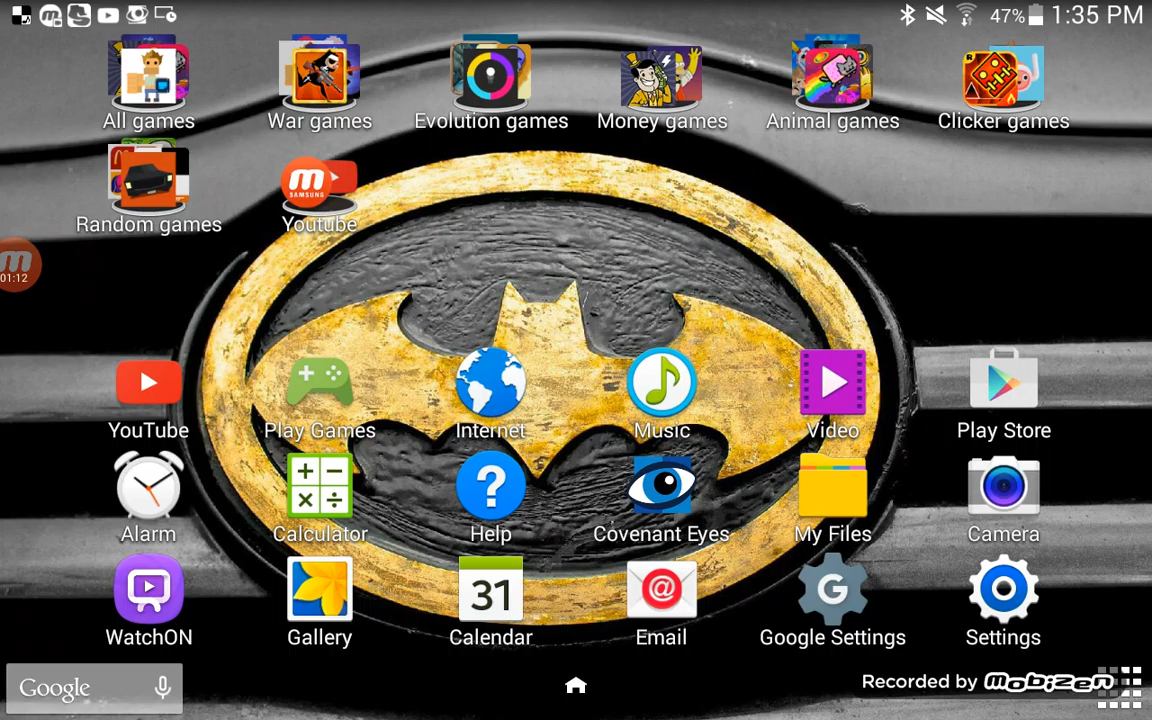 47% 1:35 PM
All games
War games
Evolution games
Money games
Animal games
Clicker games
Random games
m
SAMSUNG
Youtube
m
01:12
YouTube
Play Games
Internet
Music
Video
Play Store
Alarm
Calculator
Help
Covenant Eyes
My Files
Camera
31
G
WatchON
Gallery
Calendar
Email
Google Settings
Settings
Google
Recorded by mobizen